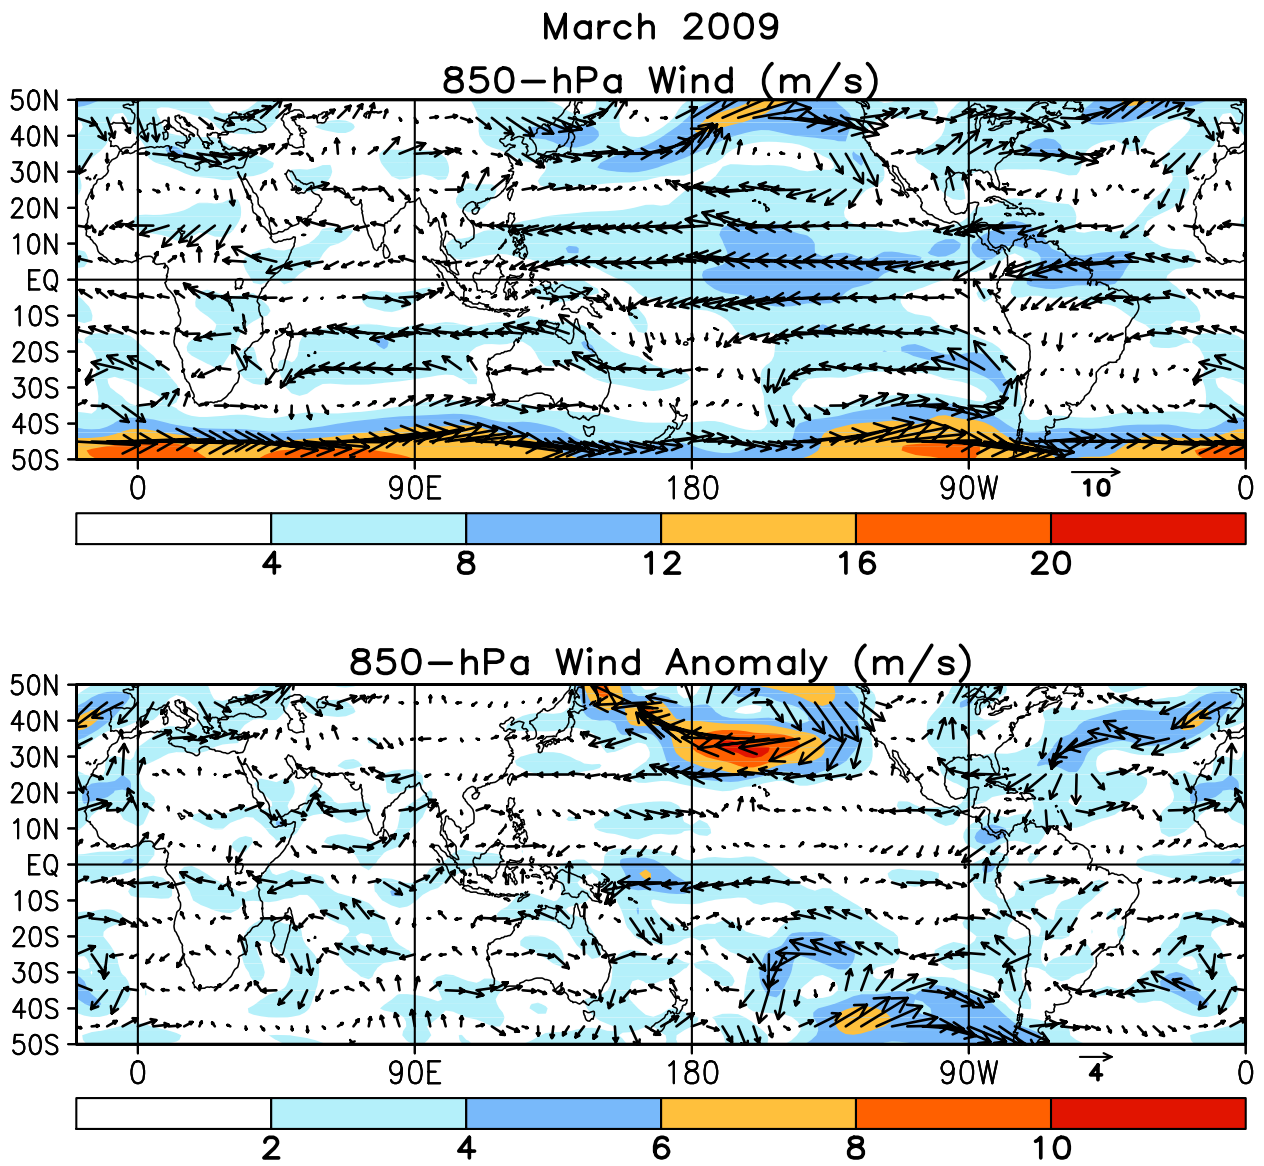 March 2009
850-hPa Wind (m/s)
50N
40N
30N
20N
10N
EQ
10S
20S
30S
40S
50S
0 90E 180 90W 0
10
4 8 12 16 20
850-hPa Wind Anomaly (m/s)
50N
40N
30N
20N
10N
EQ
10S
20S
30S
40S
50S
0 90E 180 90W 0
4
2 4 6 8 10